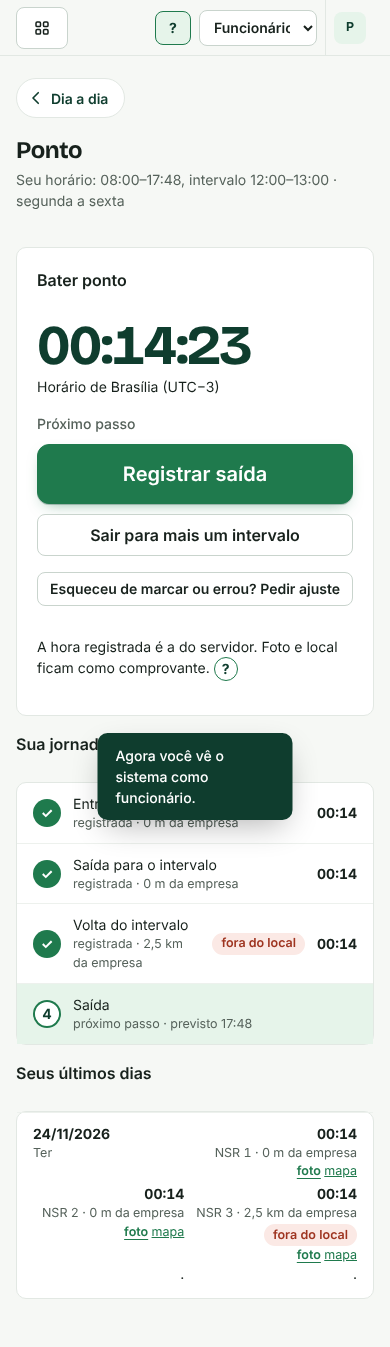 ?
Funcionário
P
Dia a dia
Ponto
Seu horário: 08:00–17:48, intervalo 12:00–13:00 ·
segunda a sexta
Bater ponto
00:14:23
Horário de Brasília (UTC−3)
Próximo passo
Registrar saída
Sair para mais um intervalo
Esqueceu de marcar ou errou? Pedir ajuste
A hora registrada é a do servidor. Foto e local
ficam como comprovante. ?
Sua jornad
Agora você vê o
sistema como
funcionário.
Entr
00:14
registrada · 0 m da empresa
Saída para o intervalo
registrada · 0 m da empresa
00:14
Volta do intervalo
registrada · 2,5 km
da empresa
fora do local
00:14
4
Saída
próximo passo · previsto 17:48
Seus últimos dias
24/11/2026
Ter
00:14
NSR 1 · 0 m da empresa
foto mapa
00:14
NSR 2 · 0 m da empresa
foto mapa
00:14
NSR 3 · 2,5 km da empresa
fora do local
foto mapa
. .